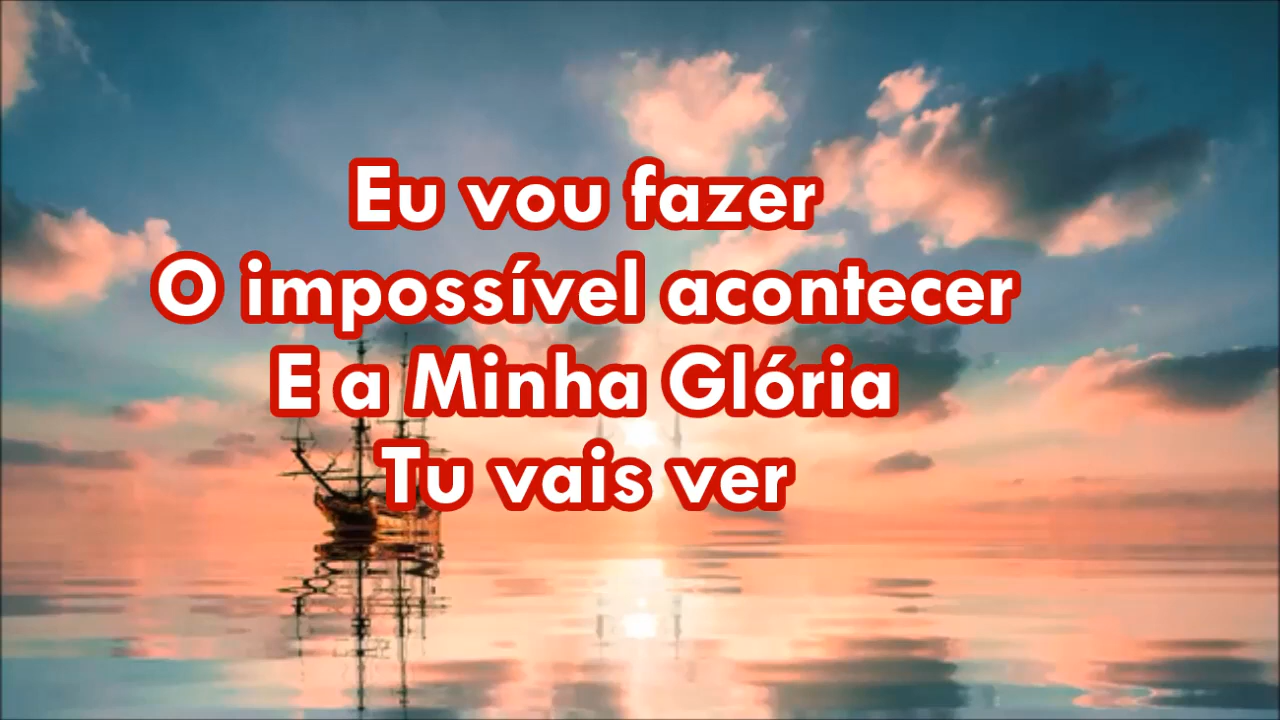 Eu vou fazer
O impossível acontecer
E a Minha Glória
Tu vais ver